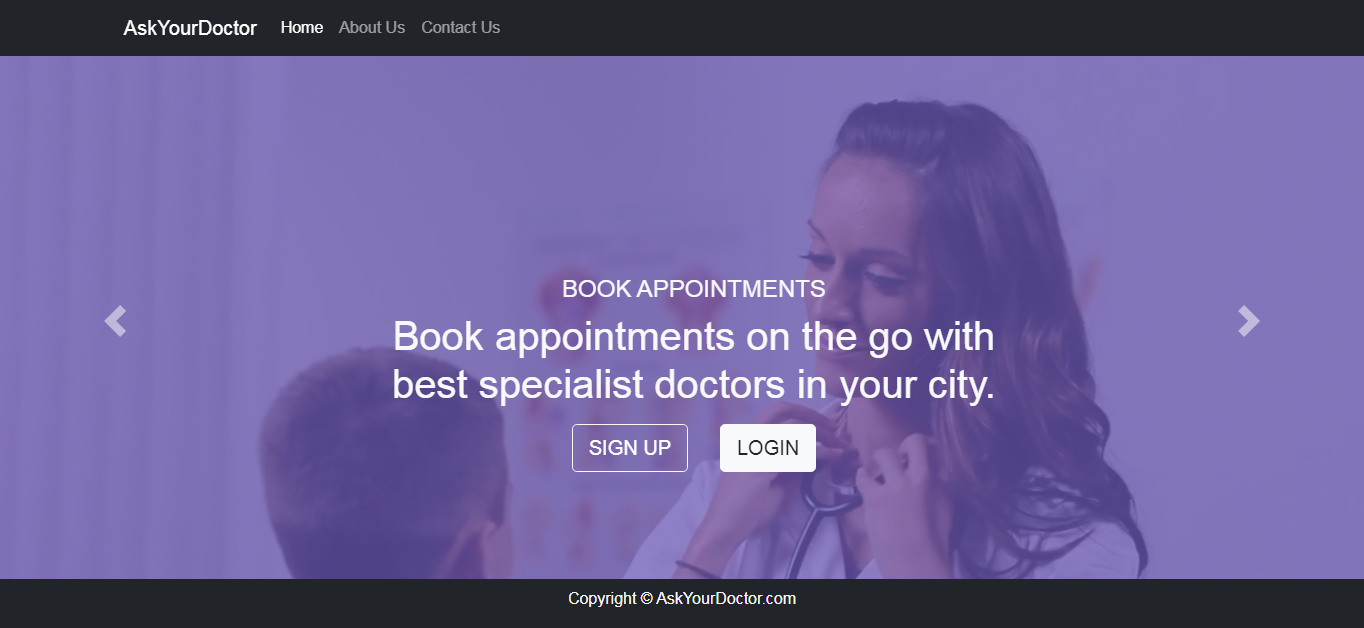 AskYourDoctor Home About Us Contact Us
BOOK APPOINTMENTS
Book appointments on the go with
best specialist doctors in your city.
SIGN UP LOGIN
Copyright © AskYourDoctor.com